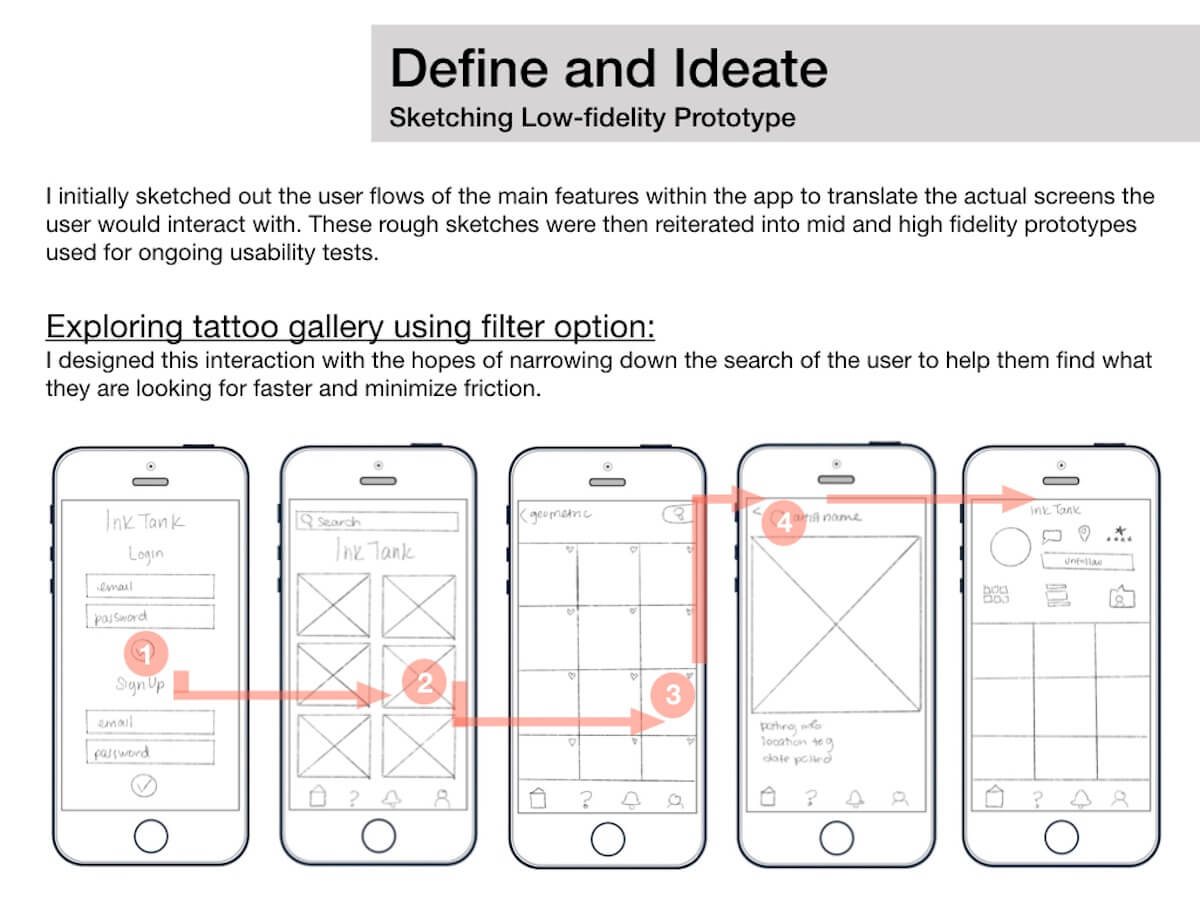 Define and Ideate
Sketching Low-fidelity Prototype
I initially sketched out the user flows of the main features within the app to translate the actual screens the
user would interact with. These rough sketches were then reiterated into mid and high fidelity prototypes
used for ongoing usability tests.
Exploring tattoo gallery using filter option:
I designed this interaction with the hopes of narrowing down the search of the user to help them find what
they are looking for faster and minimize friction.
Ink Tank
Login
email
password
1
Sign Up
email
password
Search
Ink Tank
2
?
<geometric
3
?
<
4
artist name
posting info
location tag
date posted
?
Ink Tank
unfollow
?